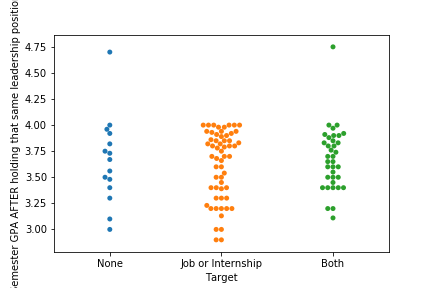 emester GPA AFTER holding that same leadership positio
4.75
4.50
4.25
4.00
3.75
3.50
3.25
3.00
None
Job or Internship
Both
Target